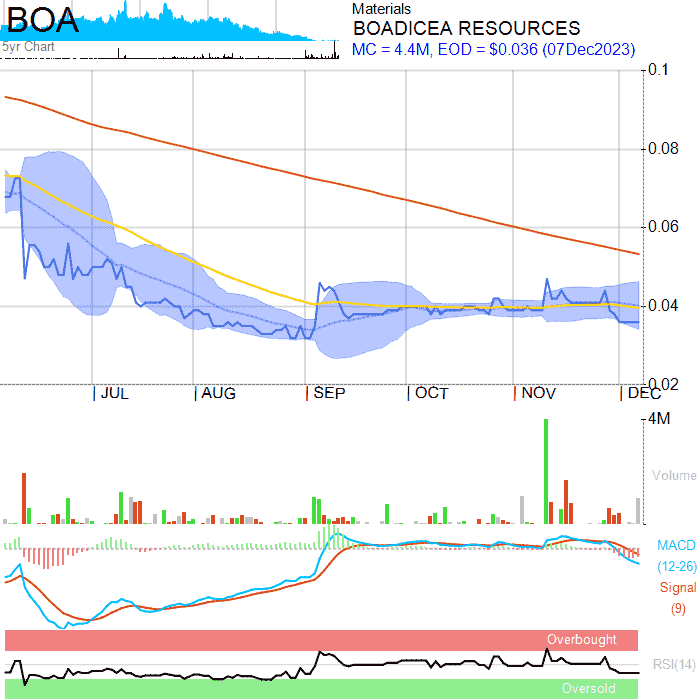 BOA
Materials
BOADICEA RESOURCES
5yr Chart
MC = 4.4M, EOD = $0.036 (07Dec2023)
0.1
0.08
0.06
0.04
0.02
JUL AUG SEP OCT NOV DEC
4M
Volume
MACD
(12-26)
Signal
(9)
Overbought
RSI(14)
Oversold